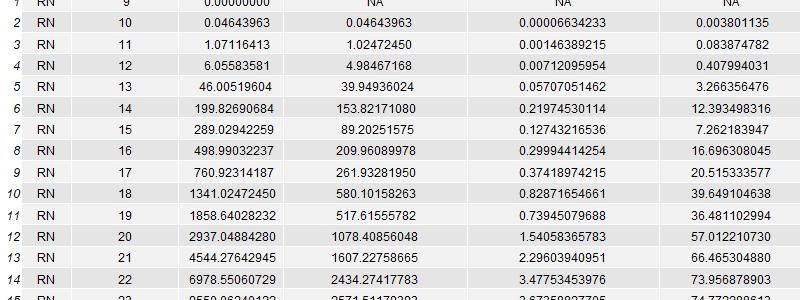 1 RN 9 0.00000000 NA NA NA
2 RN 10 0.04643963 0.04643963 0.00006634233 0.003801135
3 RN 11 1.07116413 1.02472450 0.00146389215 0.083874782
4 RN 12 6.05583581 4.98467168 0.00712095954 0.407994031
5 RN 13 46.00519604 39.94936024 0.05707051462 3.266356476
6 RN 14 199.82690684 153.82171080 0.21974530114 12.393498316
7 RN 15 289.02942259 89.20251575 0.12743216536 7.262183947
8 RN 16 498.99032237 209.96089978 0.29994414254 16.696308045
9 RN 17 760.92314187 261.93281950 0.37418974215 20.515333577
10 RN 18 1341.02472450 580.10158263 0.82871654661 39.649104638
11 RN 19 1858.64028232 517.61555782 0.73945079688 36.481102994
12 RN 20 2937.04884280 1078.40856048 1.54058365783 57.012210730
13 RN 21 4544.27642945 1607.22758665 2.29603940951 66.465304880
14 RN 22 6978.55060729 2434.27417783 3.47753453976 73.956878903